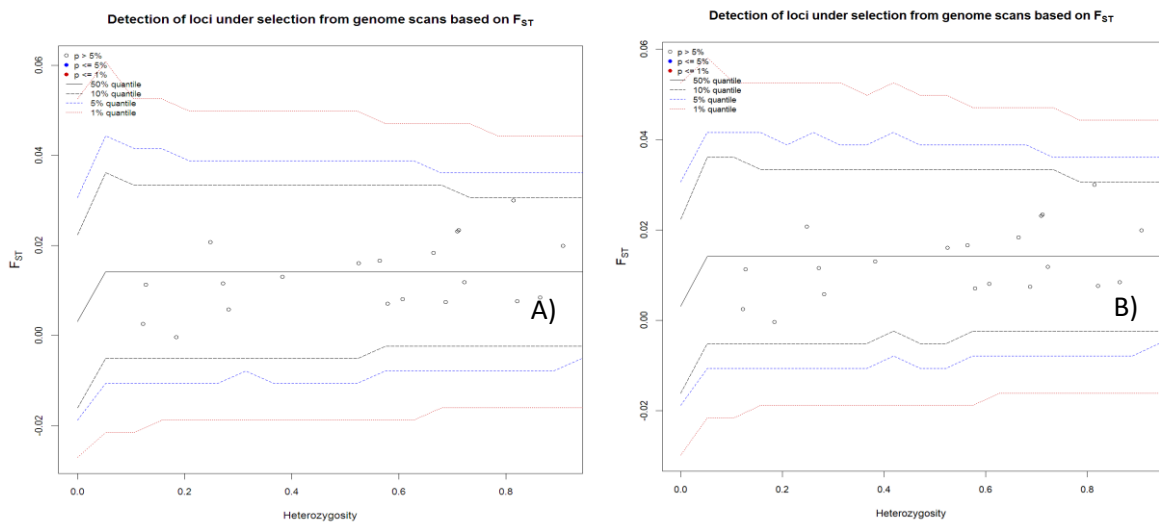 Detection of loci under selection from genome scans based on FST
p > 5%
p <= 5%
p <= 1%
50% quantile
10% quantile
5% quantile
1% quantile
FST
0.06
0.04
0.02
0.00
-0.02
A)
0.0 0.2 0.4 0.6 0.8
Heterozygosity
Detection of loci under selection from genome scans based on FST
p > 5%
p <= 5%
p <= 1%
50% quantile
10% quantile
5% quantile
1% quantile
FST
0.06
0.04
0.02
0.00
-0.02
B)
0.0 0.2 0.4 0.6 0.8
Heterozygosity